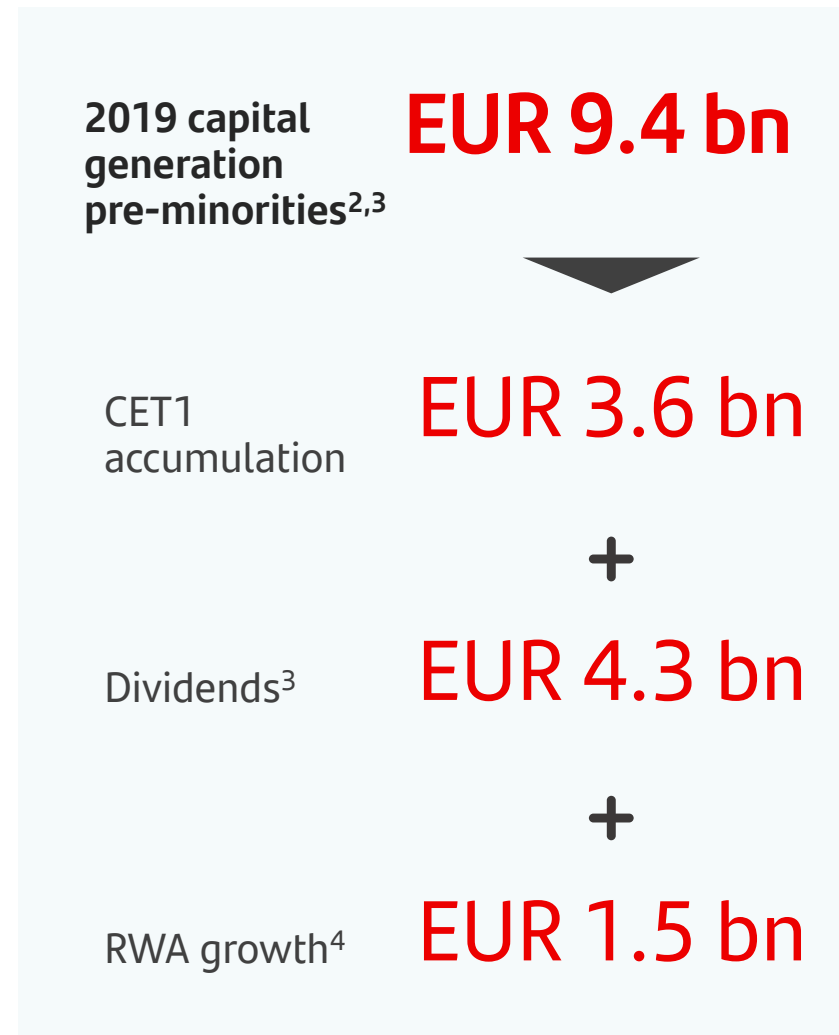 2019 capital
generation
pre-minorities2,3
EUR 9.4 bn
CET1
accumulation
EUR 3.6 bn
+
Dividends3
EUR 4.3 bn
+
RWA growth4
EUR 1.5 bn